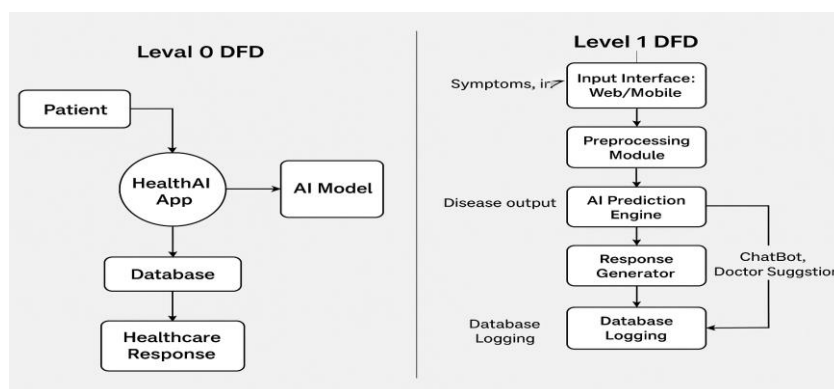 Leval 0 DFD
Patient
HealthAI
App
AI Model
Database
Healthcare
Response
Level 1 DFD
Symptoms, ir
Input Interface:
Web/Mobile
Preprocessing
Module
Disease output
AI Prediction
Engine
Response
Generator
ChatBot,
Doctor Suggstion
Database
Logging
Database
Logging